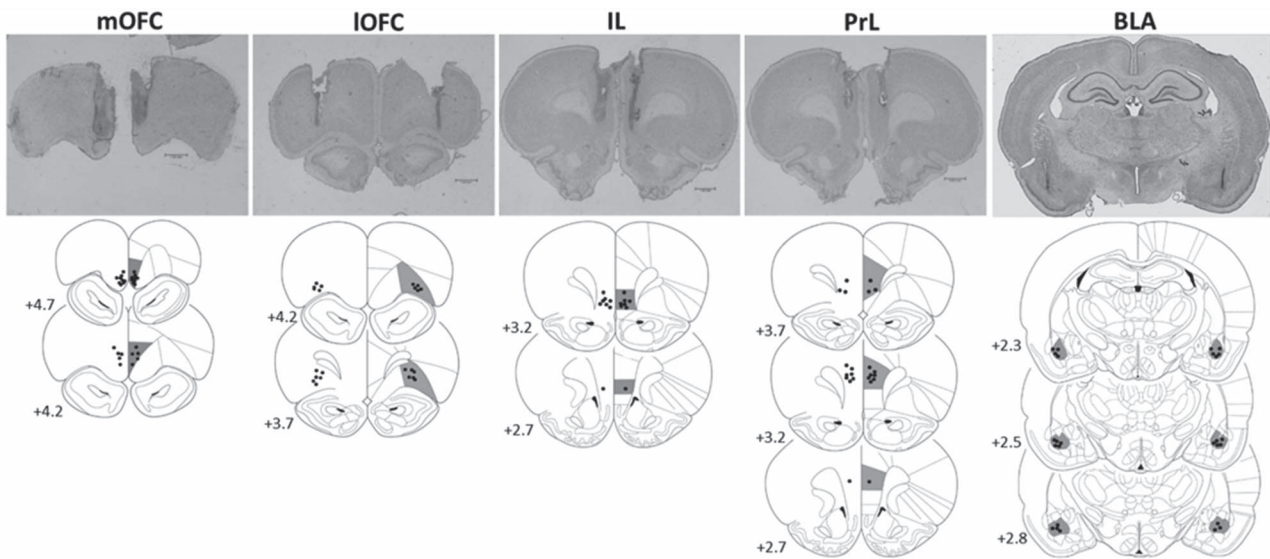 mOFC
lOFC
IL
PrL
BLA
+4.7
+4.2
+4.2
+3.7
+3.2
+2.7
+3.7
+3.2
+2.7
+2.3
+2.5
+2.8